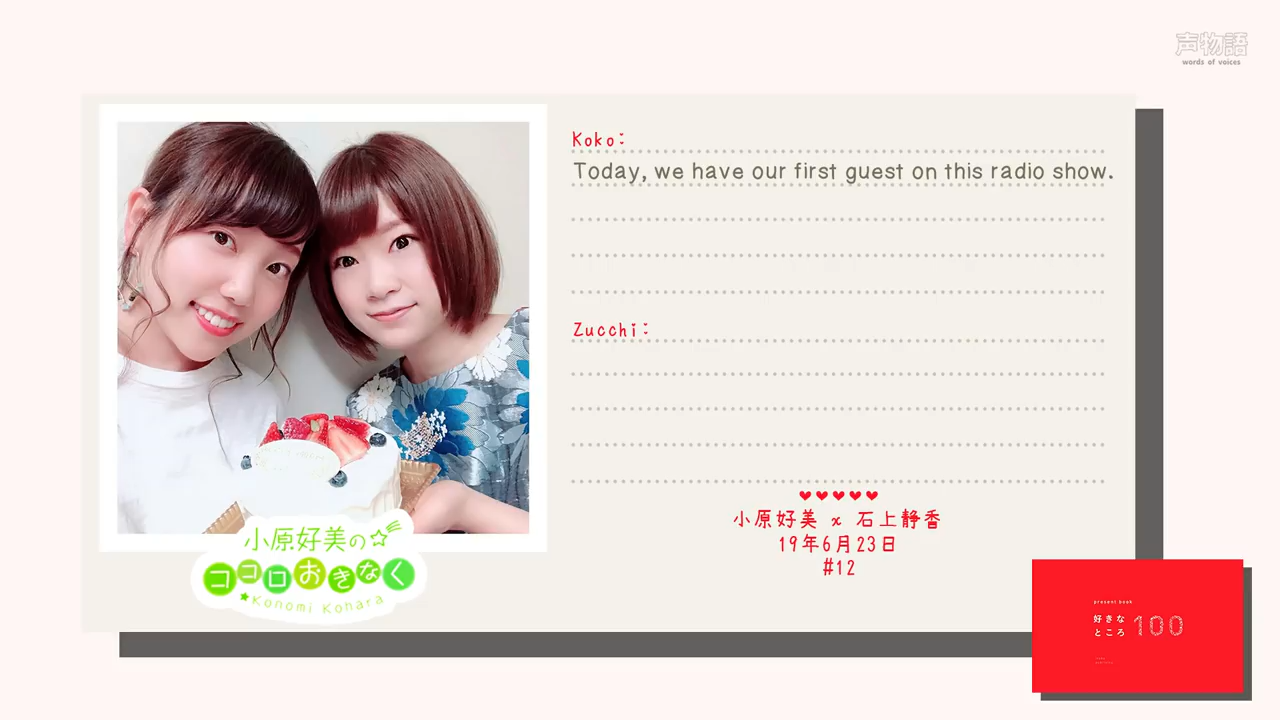 声物語
words of voices
Koko:
Today, we have our first guest on this radio show.
Zucchi:
小原好美 x 石上静香
19年6月23日
#12
小原好美の
ココロおきなく
Konomi Kohara
present book
好きな
ところ 100